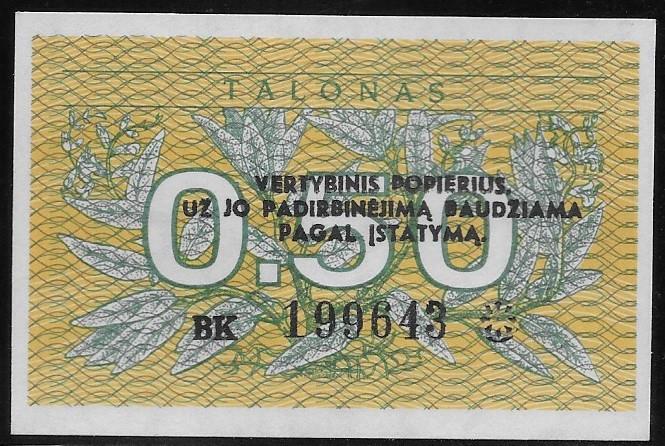 TALONAS
0.50
VERTYBINIS POPIERIUS,
UŽ JO PADIRBINĖJIMĄ BAUDŽIAMA
PAGAL ĮSTATYMĄ.
BK 199643